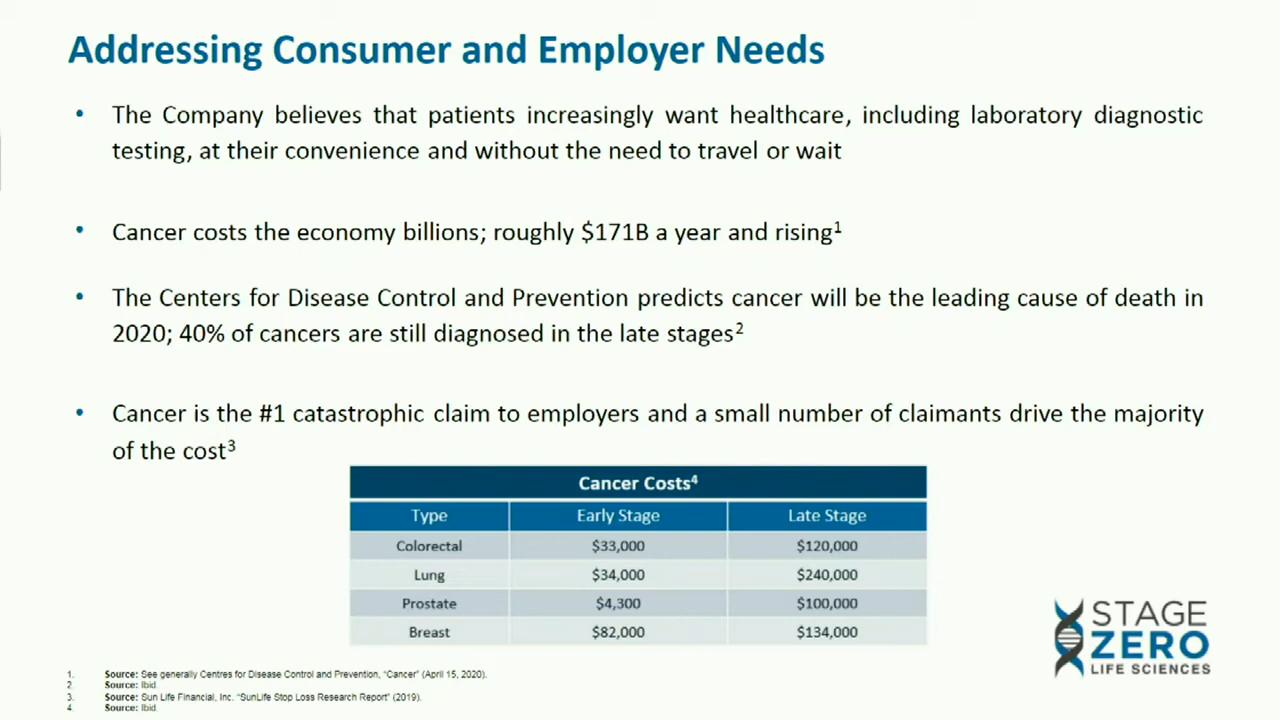 Addressing Consumer and Employer Needs
• The Company believes that patients increasingly want healthcare, including laboratory diagnostic
testing, at their convenience and without the need to travel or wait
• Cancer costs the economy billions; roughly $171B a year and rising1
• The Centers for Disease Control and Prevention predicts cancer will be the leading cause of death in
2020; 40% of cancers are still diagnosed in the late stages2
• Cancer is the #1 catastrophic claim to employers and a small number of claimants drive the majority
of the cost3
Cancer Costs4
Type Early Stage Late Stage
Colorectal $33,000 $120,000
Lung $34,000 $240,000
Prostate $4,300 $100,000
Breast $82,000 $134,000
STAGE
ZERO
LIFE SCIENCES
1. Source: See generally Centres for Disease Control and Prevention, "Cancer" (April 15, 2020).
2. Source: Ibid.
3. Source: Sun Life Financial, Inc. "SunLife Stop Loss Research Report" (2019).
4. Source: Ibid.